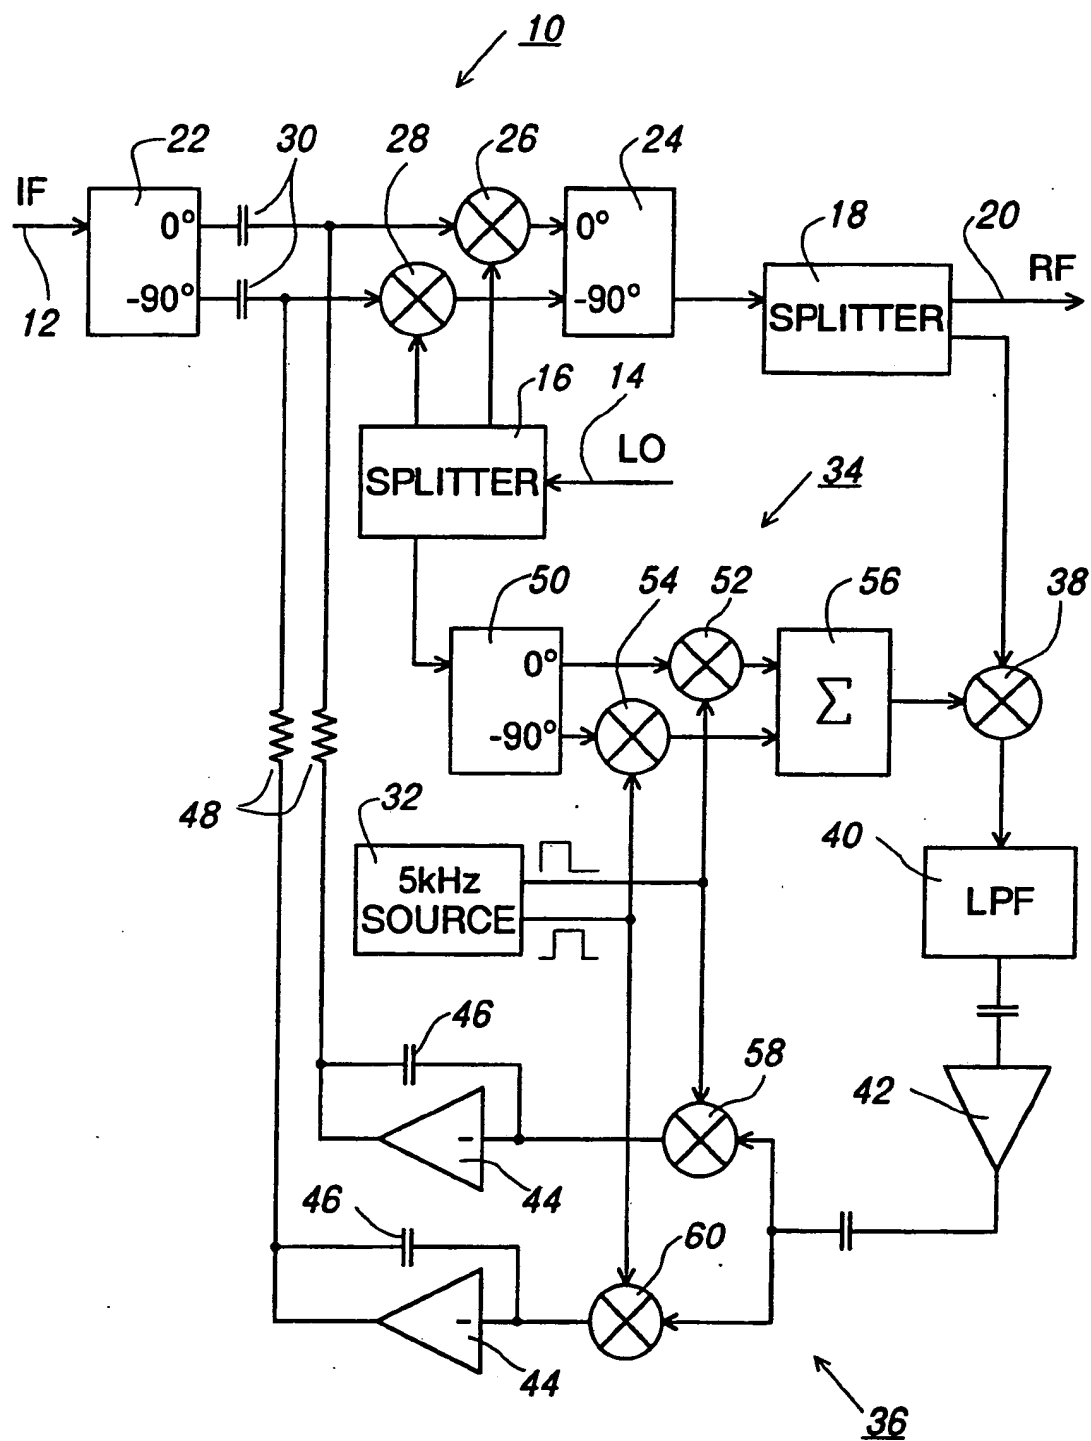 10
22 30 28 26 24
IF 18 20
0° 0° RF
-90° -90° SPLITTER
12
16 14
LO
SPLITTER 34
50 54 52 56 38
0°
Σ
-90°
48 32 40
5kHz LPF
SOURCE
46 58
42
44
46 60
44
36